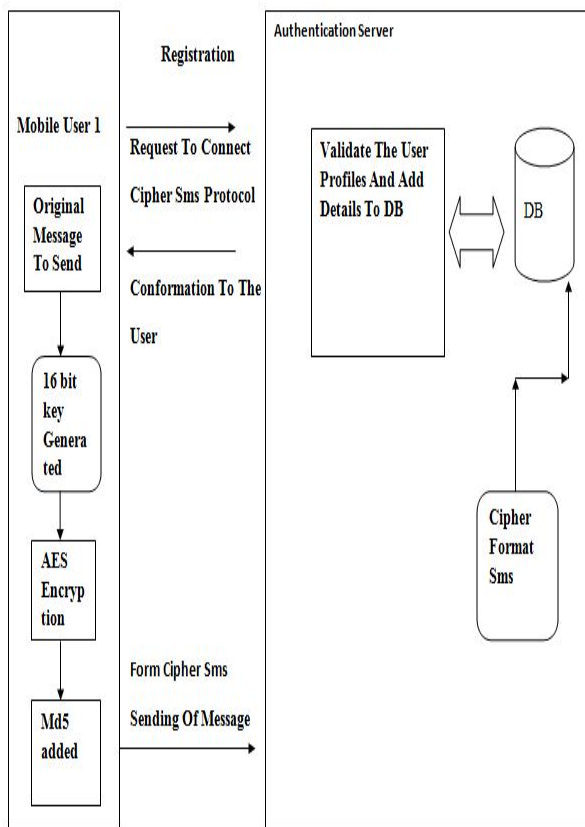 Authentication Server
Registration
Mobile User 1
Request To Connect
Cipher Sms Protocol
Validate The User
Profiles And Add
Details To DB
DB
Original
Message
To Send
Conformation To The
User
16 bit
key
Genera
ted
Cipher
Format
Sms
AES
Encryp
tion
Form Cipher Sms
Sending Of Message
Md5
added